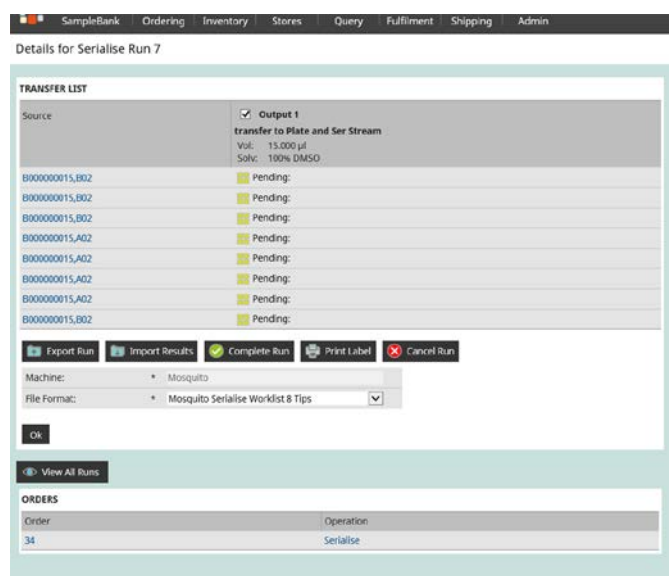 SampleBank Ordering Inventory Stores Query Fulfilment Shipping Admin
Details for Serialise Run 7
TRANSFER LIST
Source
Output 1
transfer to Plate and Ser Stream
Vol: 15.000 µl
Solv: 100% DMSO
B000000015,B02 Pending:
B000000015,B02 Pending:
B000000015,B02 Pending:
B000000015,A02 Pending:
B000000015,A02 Pending:
B000000015,A02 Pending:
B000000015,A02 Pending:
B000000015,B02 Pending:
Export Run Import Results Complete Run Print Label Cancel Run
Machine: * Mosquito
File Format: * Mosquito Serialise Worklist 8 Tips
Ok
View All Runs
ORDERS
Order Operation
34 Serialise